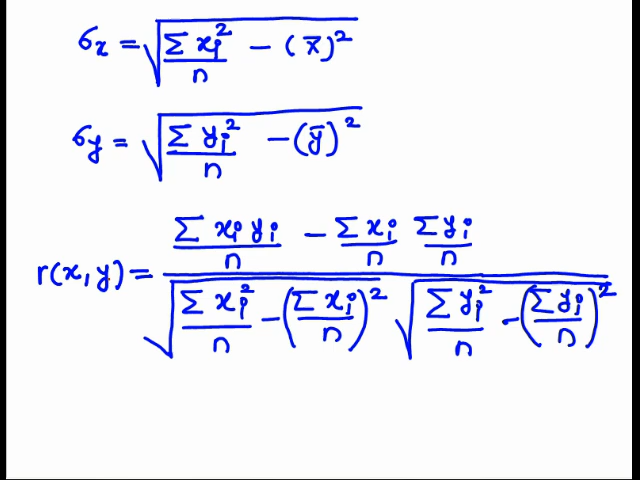 σx = √(Σxi²/n - (x̄)²)
σy = √(Σyi²/n - (ȳ)²)
r(x,y) = (Σxiyi/n - Σxi/n Σyi/n) / (√(Σxi²/n - (Σxi/n)²) √(Σyi²/n - (Σyi/n)²))